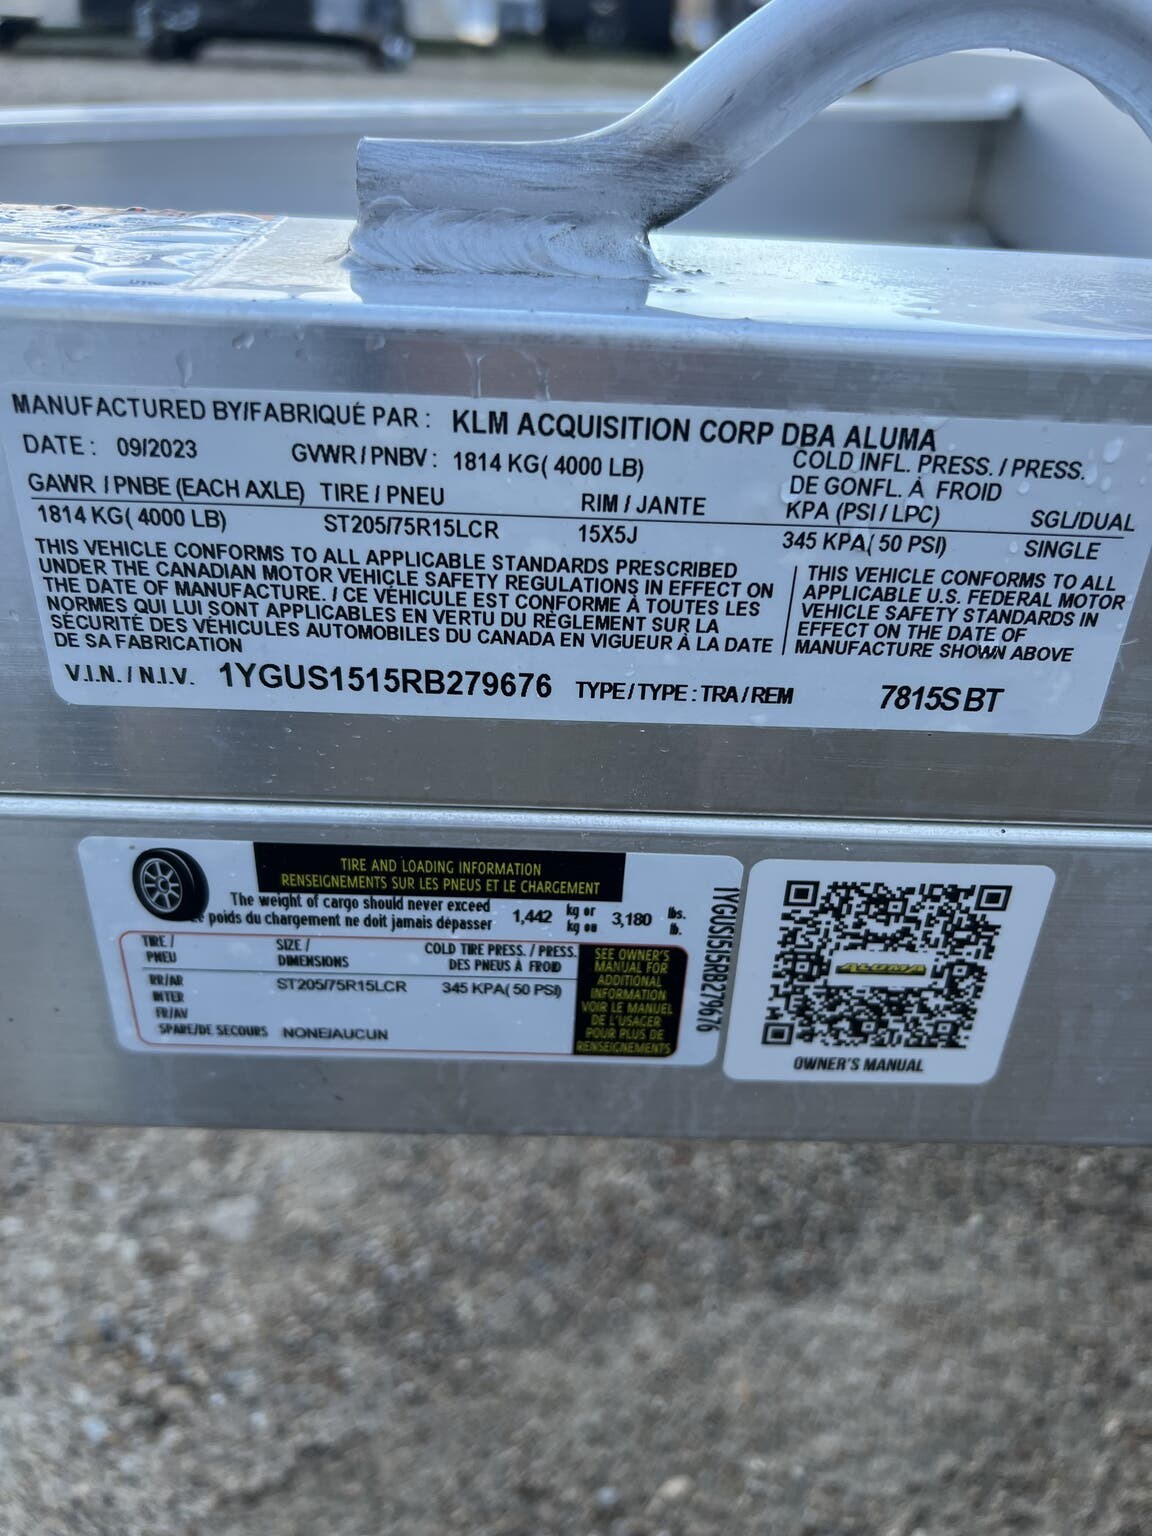 MANUFACTURED BY/FABRIQUÉ PAR : KLM ACQUISITION CORP DBA ALUMA
DATE : 09/2023 GVWR / PNBV : 1814 KG( 4000 LB) COLD INFL. PRESS. / PRESS.
DE GONFL. À FROID
GAWR / PNBE (EACH AXLE) TIRE / PNEU RIM / JANTE KPA (PSI / LPC) SGL/DUAL
1814 KG( 4000 LB) ST205/75R15LCR 15X5J 345 KPA( 50 PSI) SINGLE
THIS VEHICLE CONFORMS TO ALL APPLICABLE STANDARDS PRESCRIBED
UNDER THE CANADIAN MOTOR VEHICLE SAFETY REGULATIONS IN EFFECT ON
THE DATE OF MANUFACTURE. / CE VÉHICULE EST CONFORME À TOUTES LES
NORMES QUI LUI SONT APPLICABLES EN VERTU DU RÈGLEMENT SUR LA
SÉCURITÉ DES VÉHICULES AUTOMOBILES DU CANADA EN VIGUEUR À LA DATE
DE SA FABRICATION
THIS VEHICLE CONFORMS TO ALL
APPLICABLE U.S. FEDERAL MOTOR
VEHICLE SAFETY STANDARDS IN
EFFECT ON THE DATE OF
MANUFACTURE SHOWN ABOVE
V.I.N. / N.I.V. 1YGUS1515RB279676 TYPE / TYPE : TRA / REM 7815S BT
TIRE AND LOADING INFORMATION
RENSEIGNEMENTS SUR LES PNEUS ET LE CHARGEMENT
The weight of cargo should never exceed 1,442 kg or 3,180 lbs.
Le poids du chargement ne doit jamais dépasser kg ou lb.
TIRE / SIZE / COLD TIRE PRESS. / PRESS.
PNEU DIMENSIONS DES PNEUS À FROID
RR/AR ST205/75R15LCR 345 KPA( 50 PSI)
INTER
FR/AV
SPARE/DE SECOURS NONE/AUCUN
SEE OWNER'S
MANUAL FOR
ADDITIONAL
INFORMATION
VOIR LE MANUEL
DE L'USAGER
POUR PLUS DE
RENSEIGNEMENTS
1YGUS1515RB279676
ALUMA
OWNER'S MANUAL